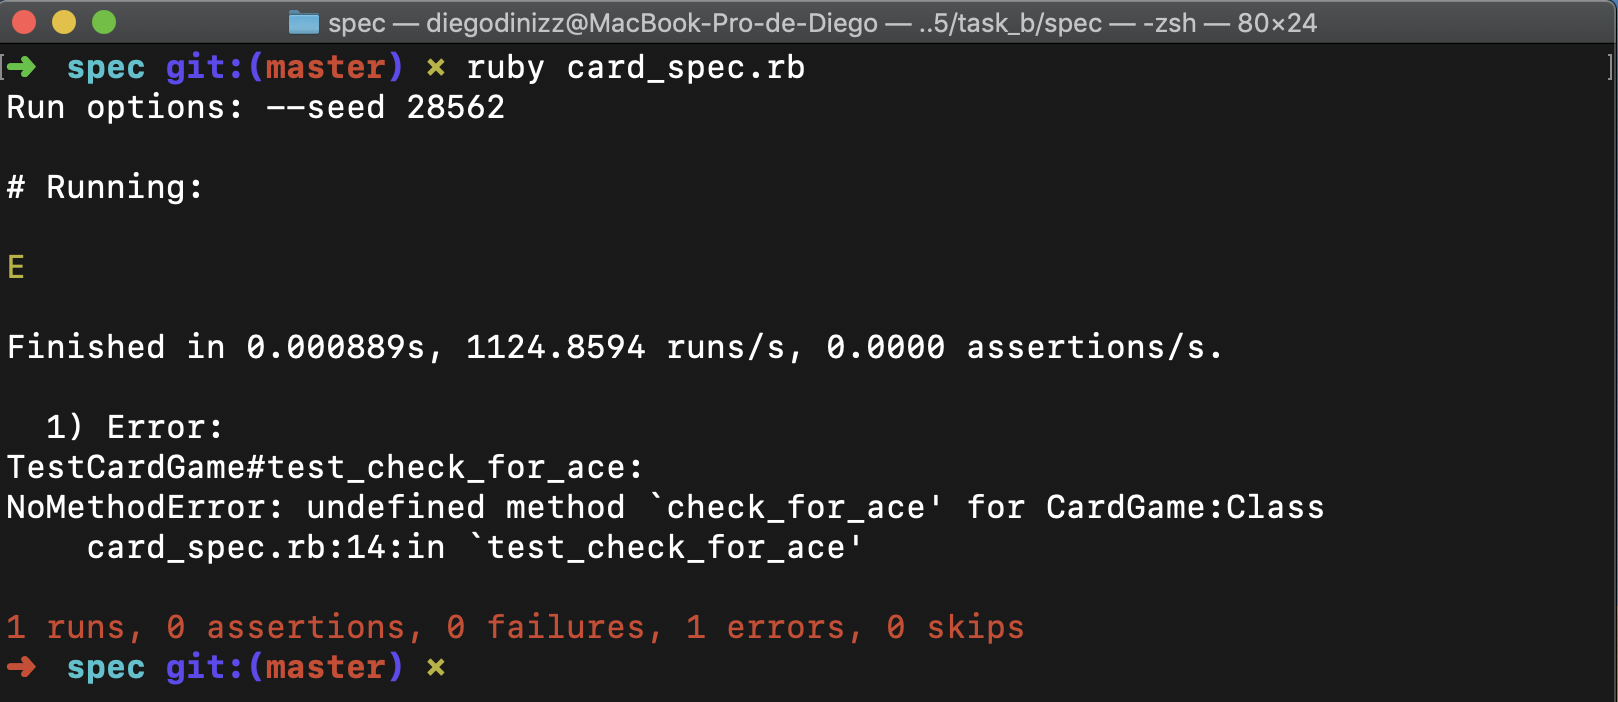 spec — diegodinizz@MacBook-Pro-de-Diego — ..5/task_b/spec — -zsh — 80×24
[➜  spec git:(master) ✗ ruby card_spec.rb ]
Run options: --seed 28562
# Running:
E
Finished in 0.000889s, 1124.8594 runs/s, 0.0000 assertions/s.
1) Error:
TestCardGame#test_check_for_ace:
NoMethodError: undefined method `check_for_ace' for CardGame:Class
card_spec.rb:14:in `test_check_for_ace'
1 runs, 0 assertions, 0 failures, 1 errors, 0 skips
➜  spec git:(master) ✗